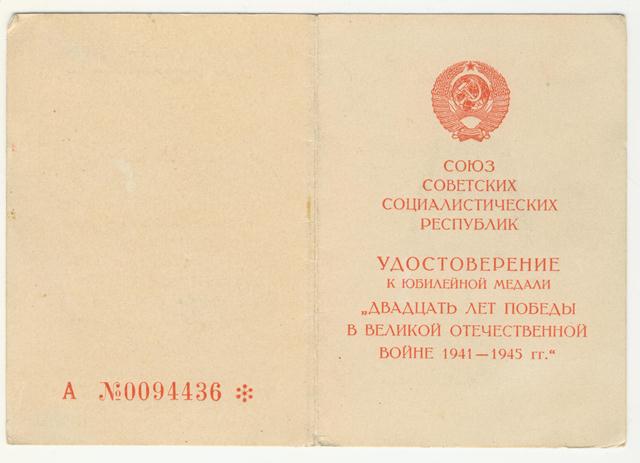 А №0094436
СОЮЗ
СОВЕТСКИХ
СОЦИАЛИСТИЧЕСКИХ
РЕСПУБЛИК
УДОСТОВЕРЕНИЕ
К ЮБИЛЕЙНОЙ МЕДАЛИ
„ДВАДЦАТЬ ЛЕТ ПОБЕДЫ
В ВЕЛИКОЙ ОТЕЧЕСТВЕННОЙ
ВОЙНЕ 1941—1945 гг.“